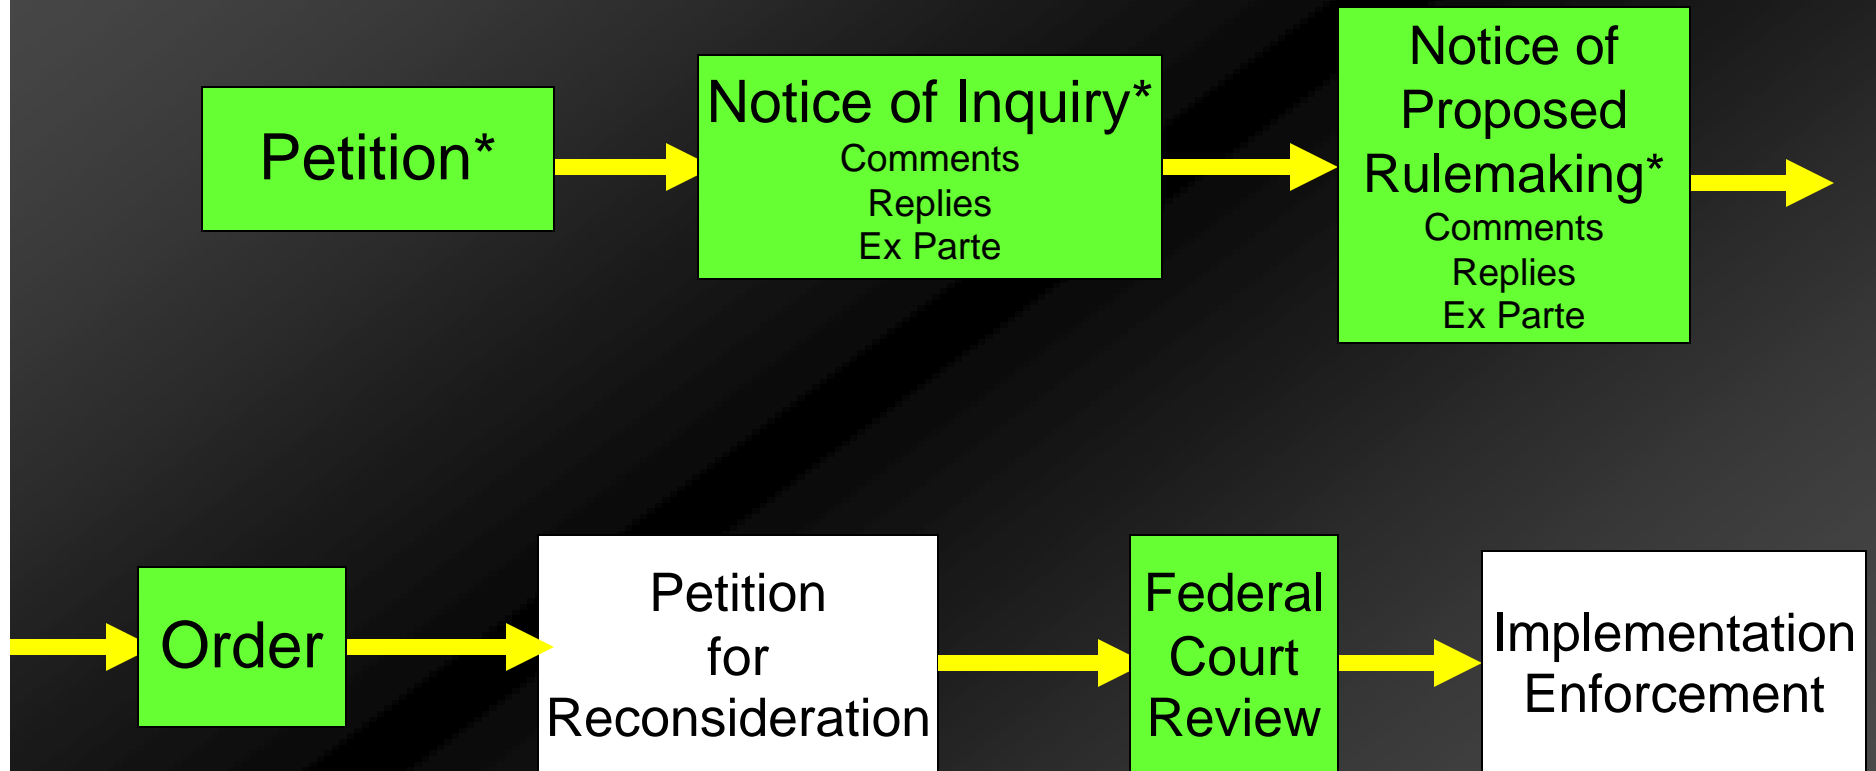 Petition*
Notice of Inquiry*
Comments
Replies
Ex Parte
Notice of
Proposed
Rulemaking*
Comments
Replies
Ex Parte
Order
Petition
for
Reconsideration
Federal
Court
Review
Implementation
Enforcement